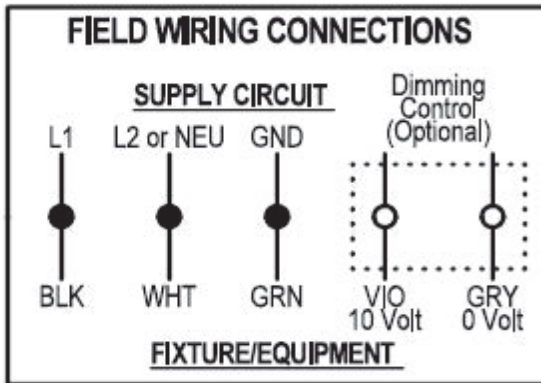 FIELD WIRING CONNECTIONS
SUPPLY CIRCUIT
Dimming
Control
(Optional)
L1 L2 or NEU GND
BLK WHT GRN VIO GRY
10 Volt 0 Volt
FIXTURE/EQUIPMENT